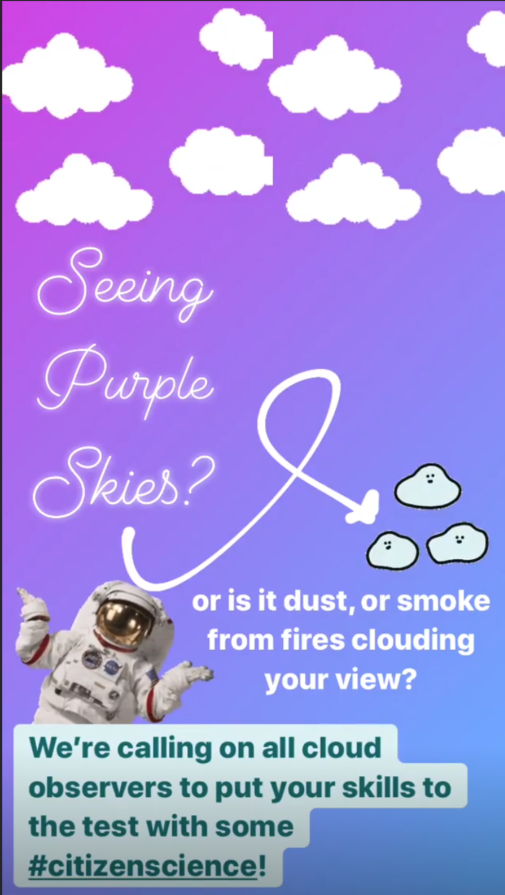 Seeing
Purple
Skies?
or is it dust, or smoke
from fires clouding
your view?
We're calling on all cloud
observers to put your skills to
the test with some
#citizenscience!